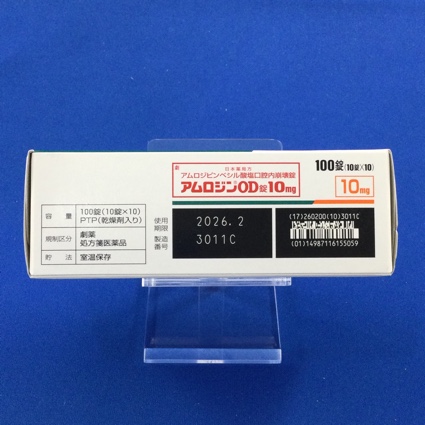 劇
日本薬局方
アムロジピンベシル酸塩口腔内崩壊錠
アムロジンOD錠10mg
100錠(10錠×10)
10mg
容量
100錠(10錠×10)
PTP(乾燥剤入り)
規制区分
劇薬
処方箋医薬品
貯法
室温保存
使用
期限
2026.2
製造
番号
3011C
(17)260200(10)3011C
(01)14987116155059